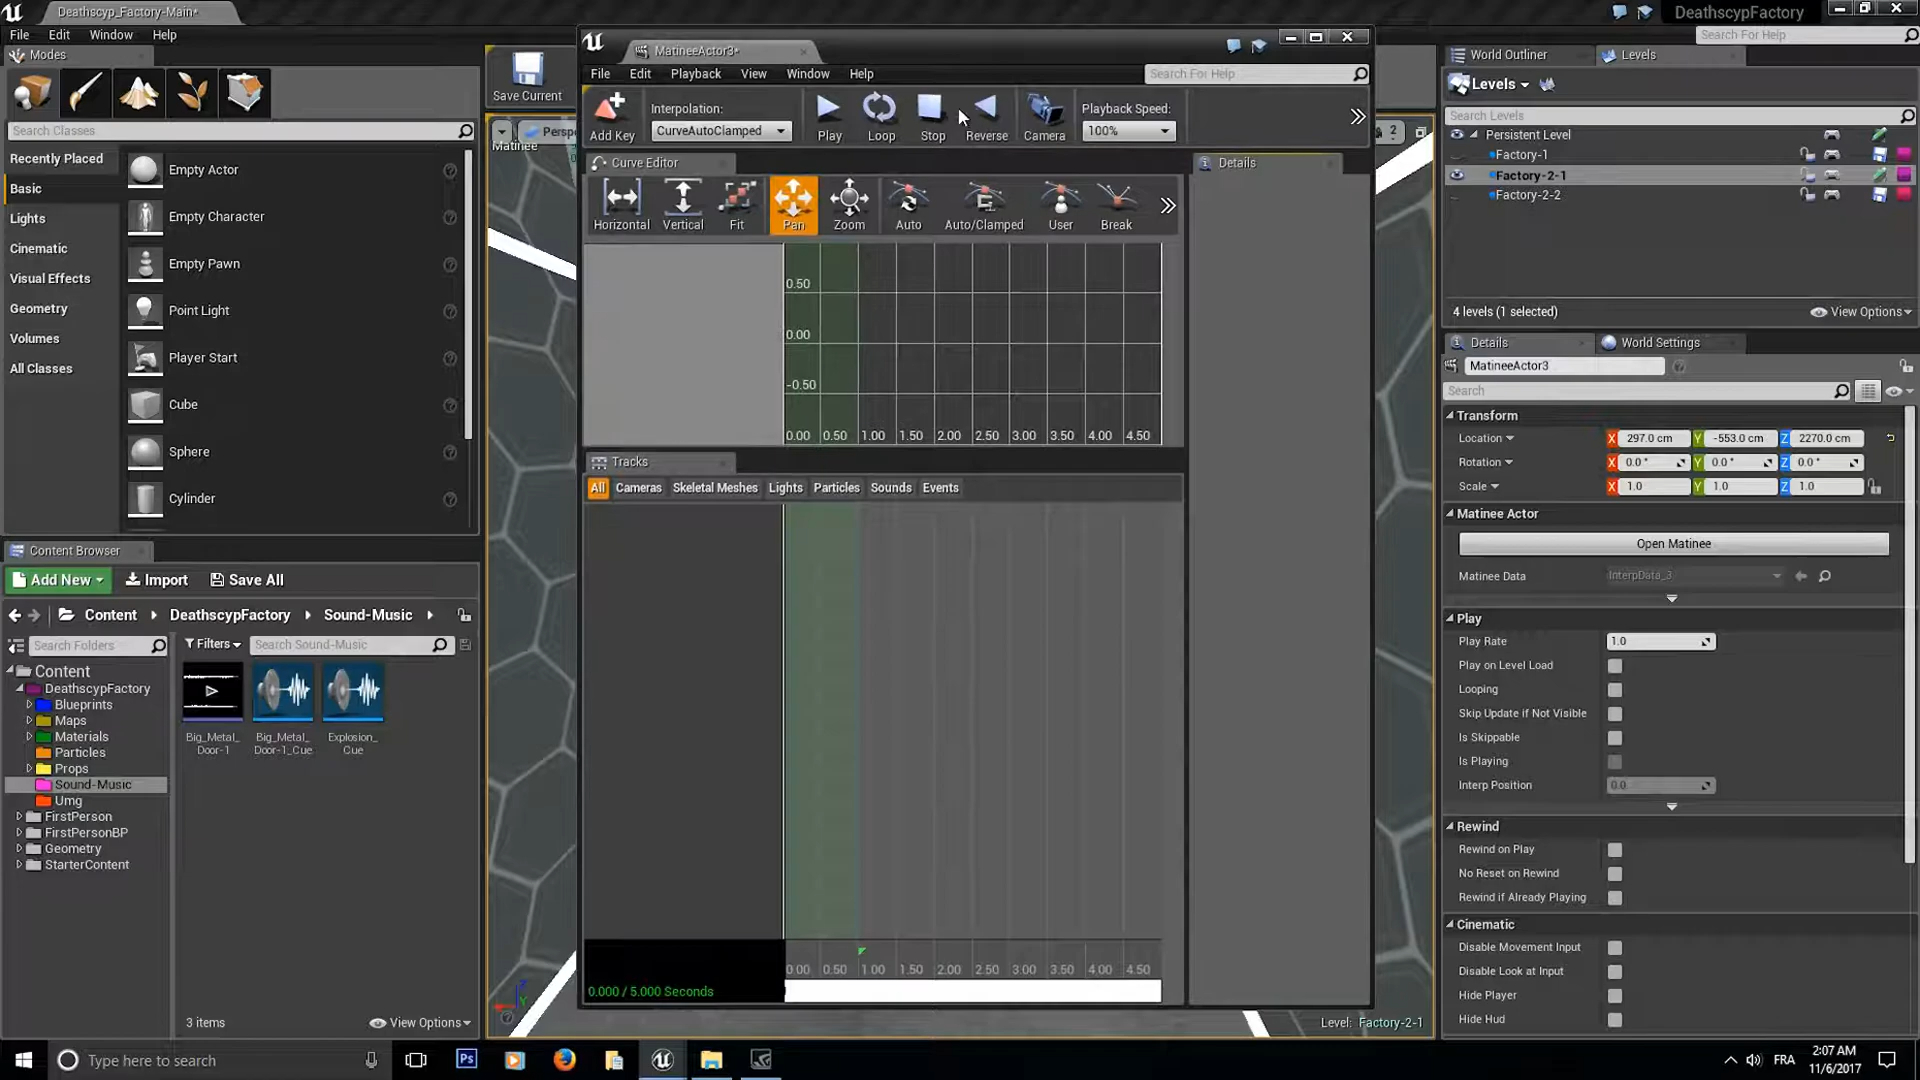 Deathscyp_Factory-Main*
DeathscypFactory
File Edit Window Help
Search For Help
Modes
Search Classes
Recently Placed
Basic
Lights
Cinematic
Visual Effects
Geometry
Volumes
All Classes
Empty Actor
Empty Character
Empty Pawn
Point Light
Player Start
Cube
Sphere
Cylinder
Save Current
Persp
Matinee
2
MatineeActor3*
File Edit Playback View Window Help
Search For Help
Add Key
Interpolation:
CurveAutoClamped
Play
Loop
Stop
Reverse
Camera
Playback Speed:
100%
Curve Editor
Horizontal Vertical Fit Pan Zoom Auto Auto/Clamped User Break
0.50
0.00
-0.50
0.00 0.50 1.00 1.50 2.00 2.50 3.00 3.50 4.00 4.50
Tracks
All Cameras Skeletal Meshes Lights Particles Sounds Events
0.00 0.50 1.00 1.50 2.00 2.50 3.00 3.50 4.00 4.50
0.000 / 5.000 Seconds
Details
Level: Factory-2-1
World Outliner
Levels
Levels
Search Levels
Persistent Level
Factory-1
Factory-2-1
Factory-2-2
4 levels (1 selected)
View Options
Details
World Settings
MatineeActor3
Search
Transform
Location X 297.0 cm Y -553.0 cm Z 2270.0 cm
Rotation X 0.0 ° Y 0.0 ° Z 0.0 °
Scale X 1.0 Y 1.0 Z 1.0
Matinee Actor
Open Matinee
Matinee Data InterpData_3
Play
Play Rate 1.0
Play on Level Load
Looping
Skip Update if Not Visible
Is Skippable
Is Playing
Interp Position 0.0
Rewind
Rewind on Play
No Reset on Rewind
Rewind if Already Playing
Cinematic
Disable Movement Input
Disable Look at Input
Hide Player
Hide Hud
Content Browser
Add New Import Save All
Content DeathscypFactory Sound-Music
Search Folders
Filters Search Sound-Music
Content
DeathscypFactory
Blueprints
Maps
Materials
Particles
Props
Sound-Music
Umg
FirstPerson
FirstPersonBP
Geometry
StarterContent
Big_Metal_
Door-1
Big_Metal_
Door-1_Cue
Explosion_
Cue
3 items
View Options
Type here to search
Ps
FRA
2:07 AM
11/6/2017